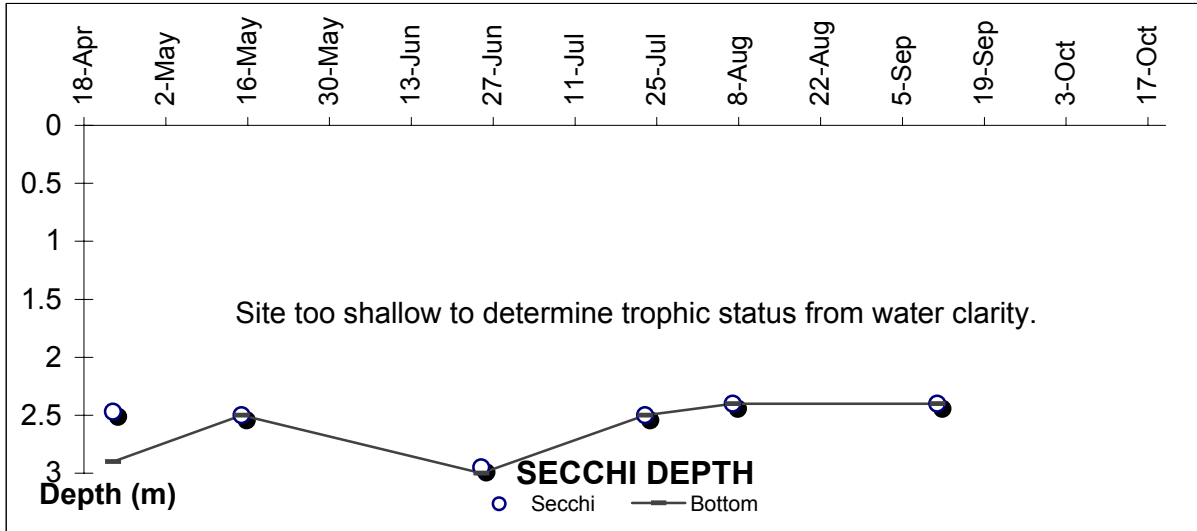 18-Apr
2-May
16-May
30-May
13-Jun
27-Jun
11-Jul
25-Jul
8-Aug
22-Aug
5-Sep
19-Sep
3-Oct
17-Oct
0
0.5
1
1.5
2
2.5
3
Site too shallow to determine trophic status from water clarity.
SECCHI DEPTH
Depth (m)
Secchi Bottom